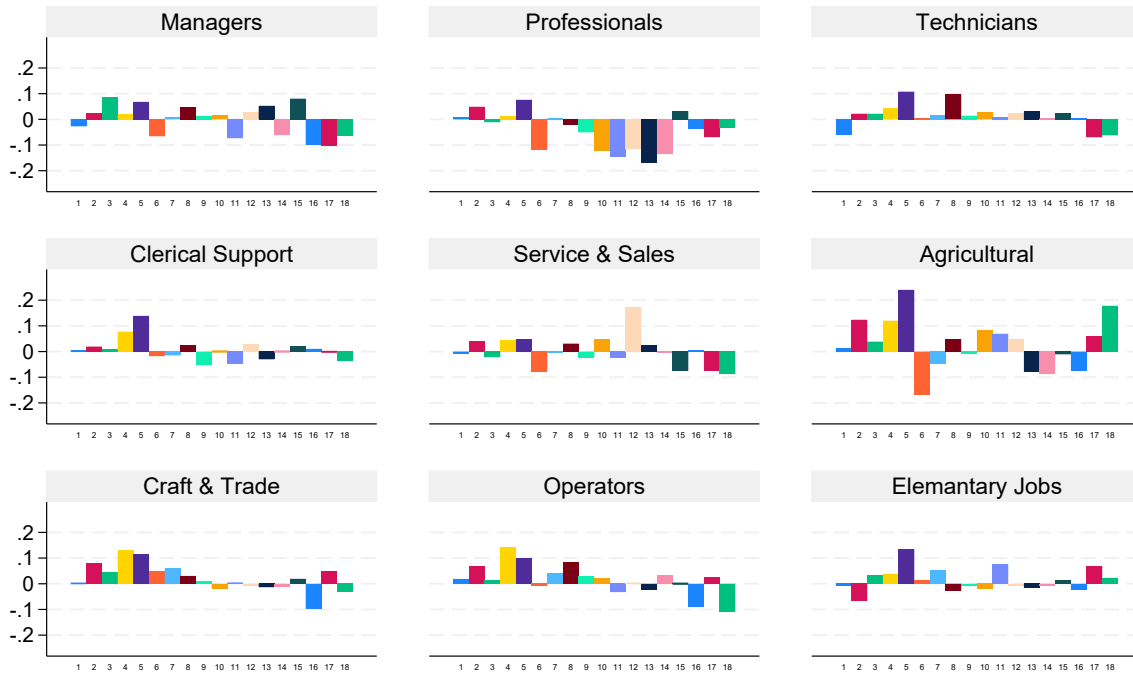 Managers Professionals Technicians
.2
.1
0
-.1
-.2
1 2 3 4 5 6 7 8 9 10 11 12 13 14 15 16 17 18 1 2 3 4 5 6 7 8 9 10 11 12 13 14 15 16 17 18 1 2 3 4 5 6 7 8 9 10 11 12 13 14 15 16 17 18
Clerical Support Service & Sales Agricultural
.2
.1
0
-.1
-.2
1 2 3 4 5 6 7 8 9 10 11 12 13 14 15 16 17 18 1 2 3 4 5 6 7 8 9 10 11 12 13 14 15 16 17 18 1 2 3 4 5 6 7 8 9 10 11 12 13 14 15 16 17 18
Craft & Trade Operators Elemantary Jobs
.2
.1
0
-.1
-.2
1 2 3 4 5 6 7 8 9 10 11 12 13 14 15 16 17 18 1 2 3 4 5 6 7 8 9 10 11 12 13 14 15 16 17 18 1 2 3 4 5 6 7 8 9 10 11 12 13 14 15 16 17 18